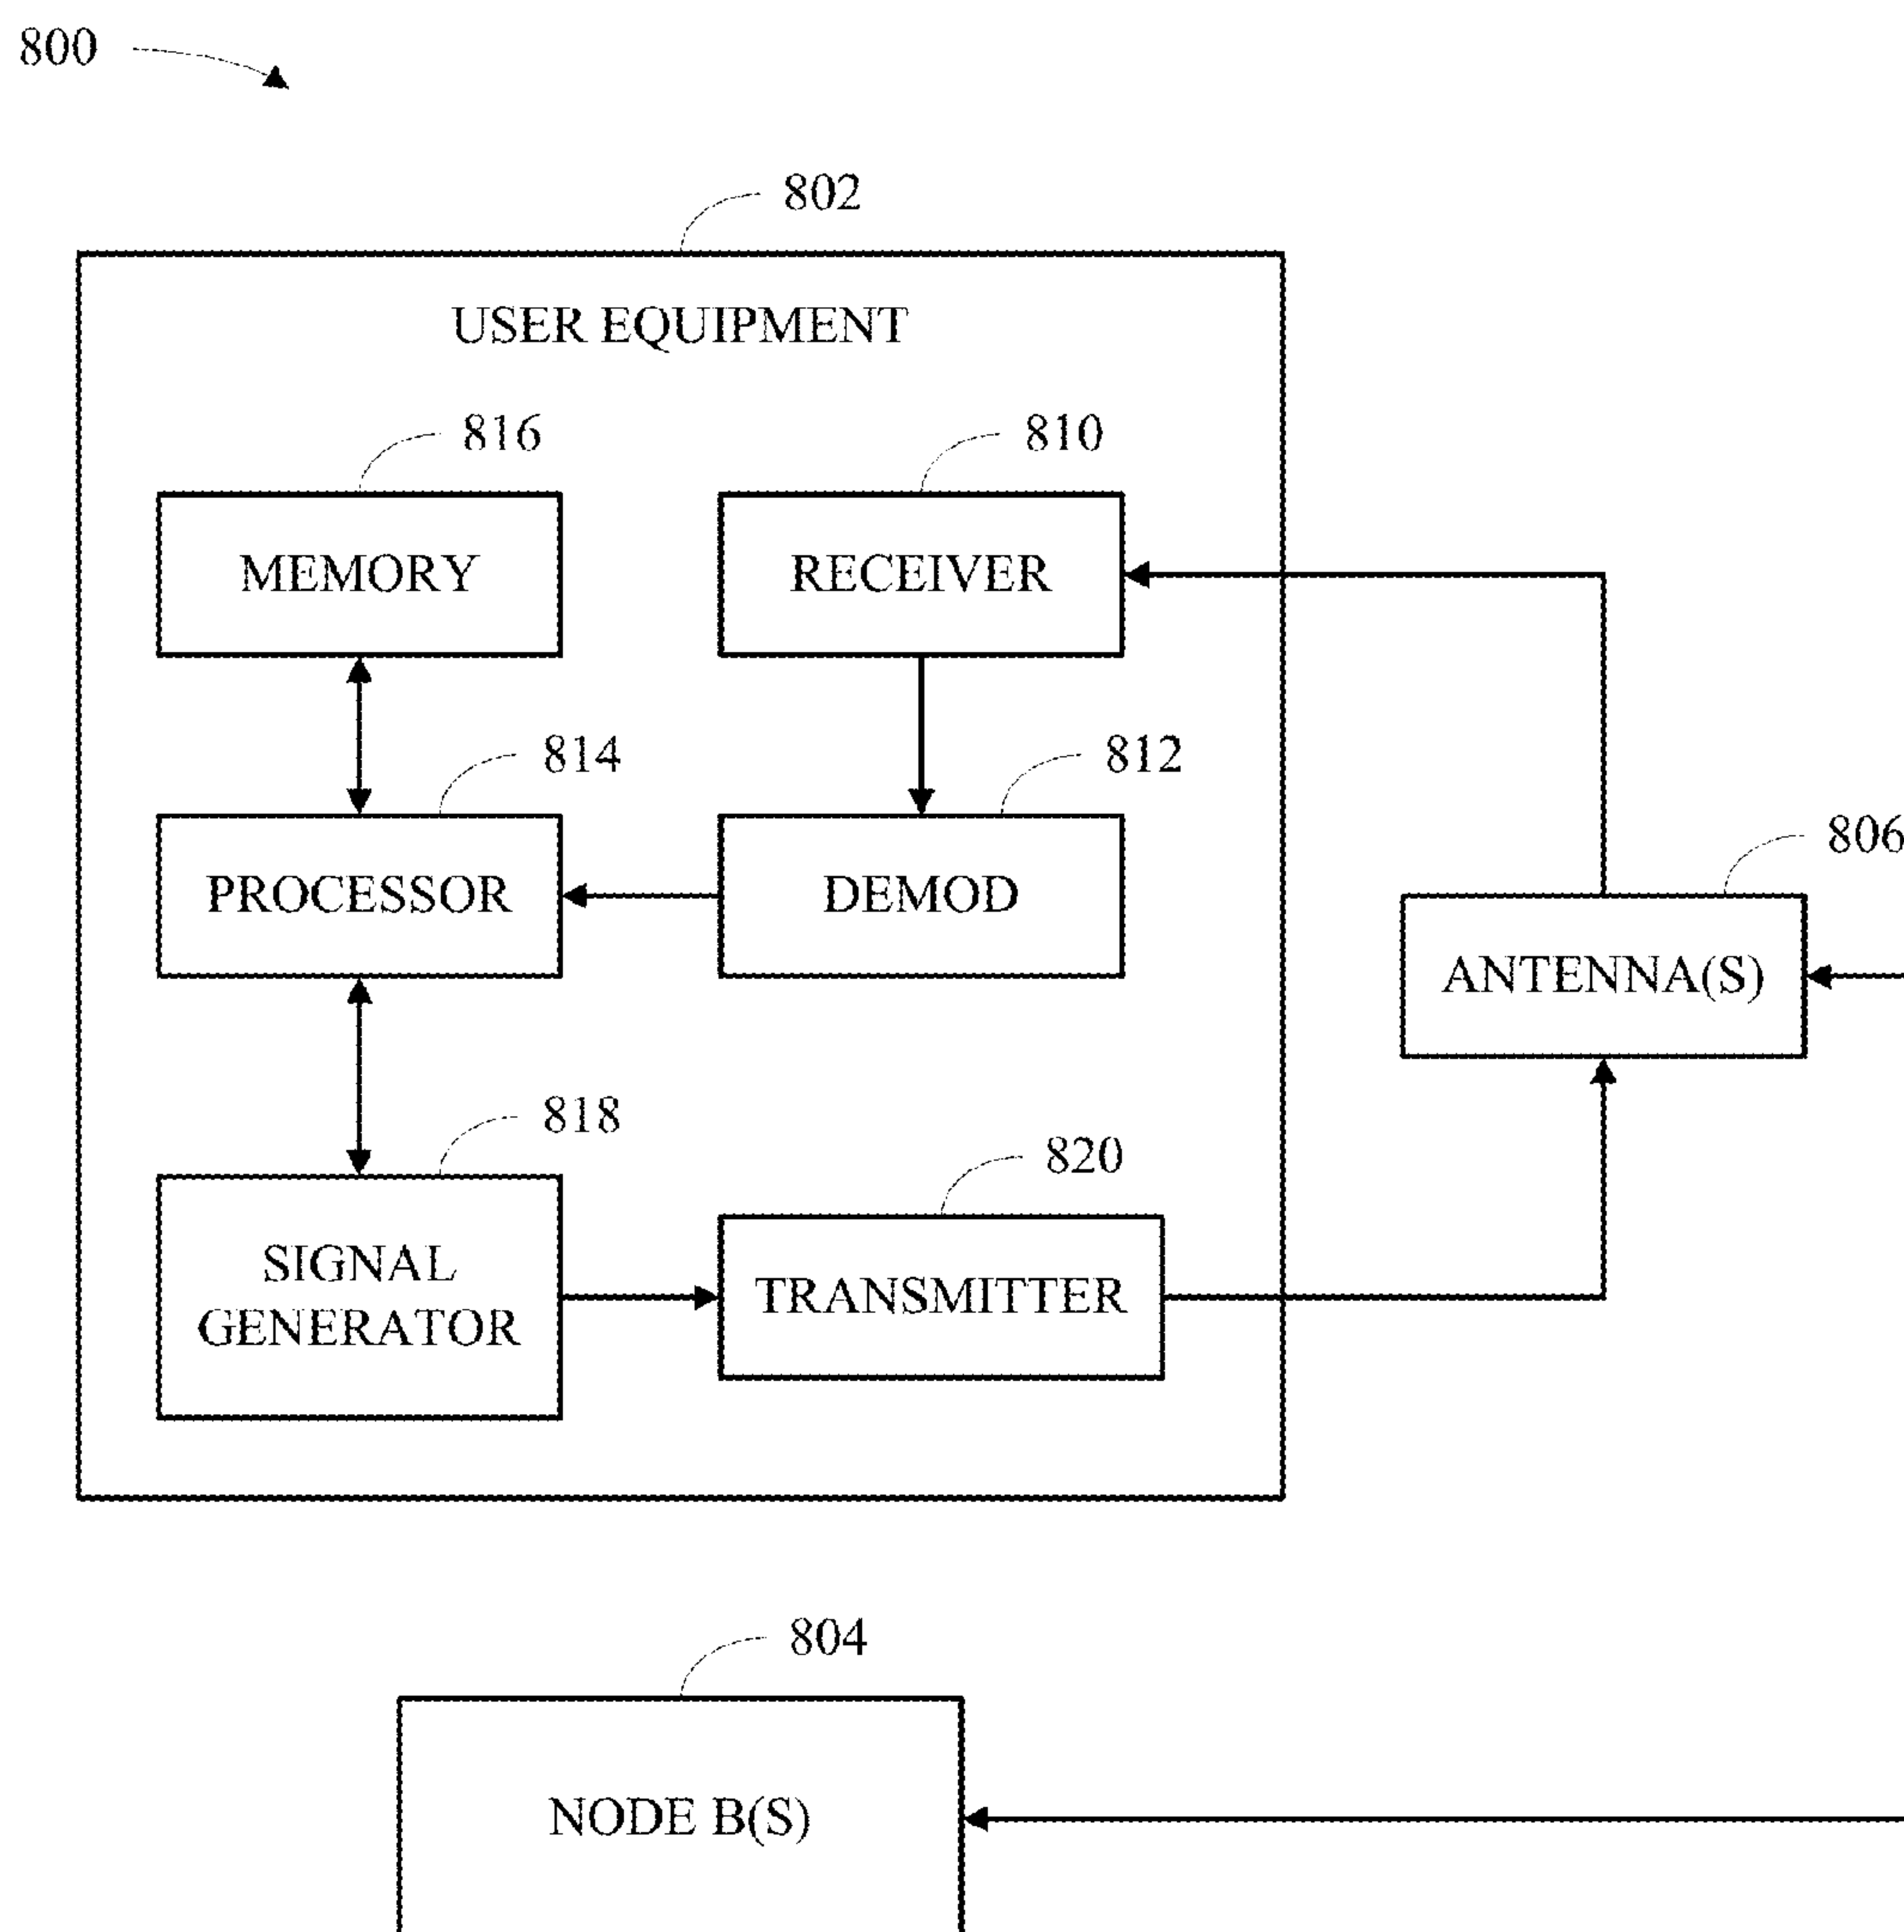 800
802
USER EQUIPMENT
816
810
MEMORY
RECEIVER
814
812
806
PROCESSOR
DEMOD
ANTENNA(S)
818
820
SIGNAL
GENERATOR
TRANSMITTER
804
NODE B(S)